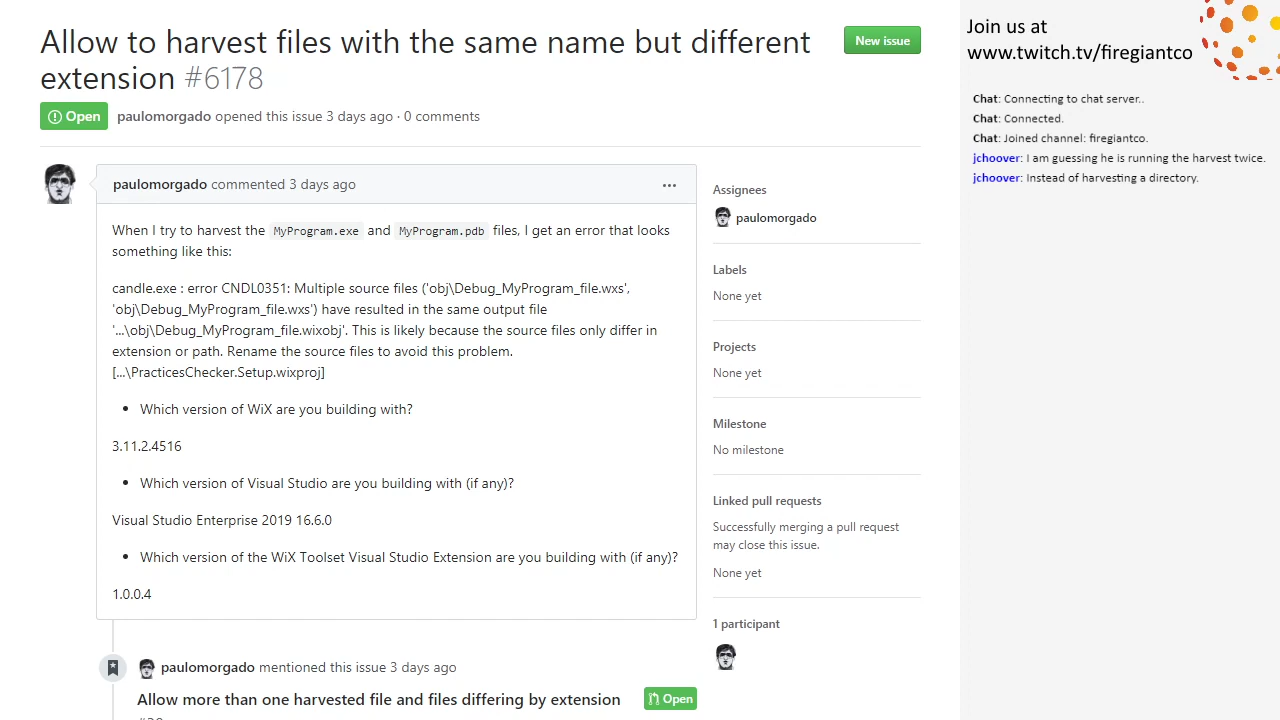 Allow to harvest files with the same name but different
extension #6178
New issue
Open paulomorgado opened this issue 3 days ago · 0 comments
paulomorgado commented 3 days ago
When I try to harvest the MyProgram.exe and MyProgram.pdb files, I get an error that looks
something like this:
candle.exe : error CNDL0351: Multiple source files ('obj\Debug_MyProgram_file.wxs',
'obj\Debug_MyProgram_file.wxs') have resulted in the same output file
'...\obj\Debug_MyProgram_file.wixobj'. This is likely because the source files only differ in
extension or path. Rename the source files to avoid this problem.
[...\PracticesChecker.Setup.wixproj]
• Which version of WiX are you building with?
3.11.2.4516
• Which version of Visual Studio are you building with (if any)?
Visual Studio Enterprise 2019 16.6.0
• Which version of the WiX Toolset Visual Studio Extension are you building with (if any)?
1.0.0.4
paulomorgado mentioned this issue 3 days ago
Allow more than one harvested file and files differing by extension
Open
Assignees
paulomorgado
Labels
None yet
Projects
None yet
Milestone
No milestone
Linked pull requests
Successfully merging a pull request
may close this issue.
None yet
1 participant
Join us at
www.twitch.tv/firegiantco
Chat: Connecting to chat server..
Chat: Connected.
Chat: Joined channel: firegiantco.
jchoover: I am guessing he is running the harvest twice.
jchoover: Instead of harvesting a directory.